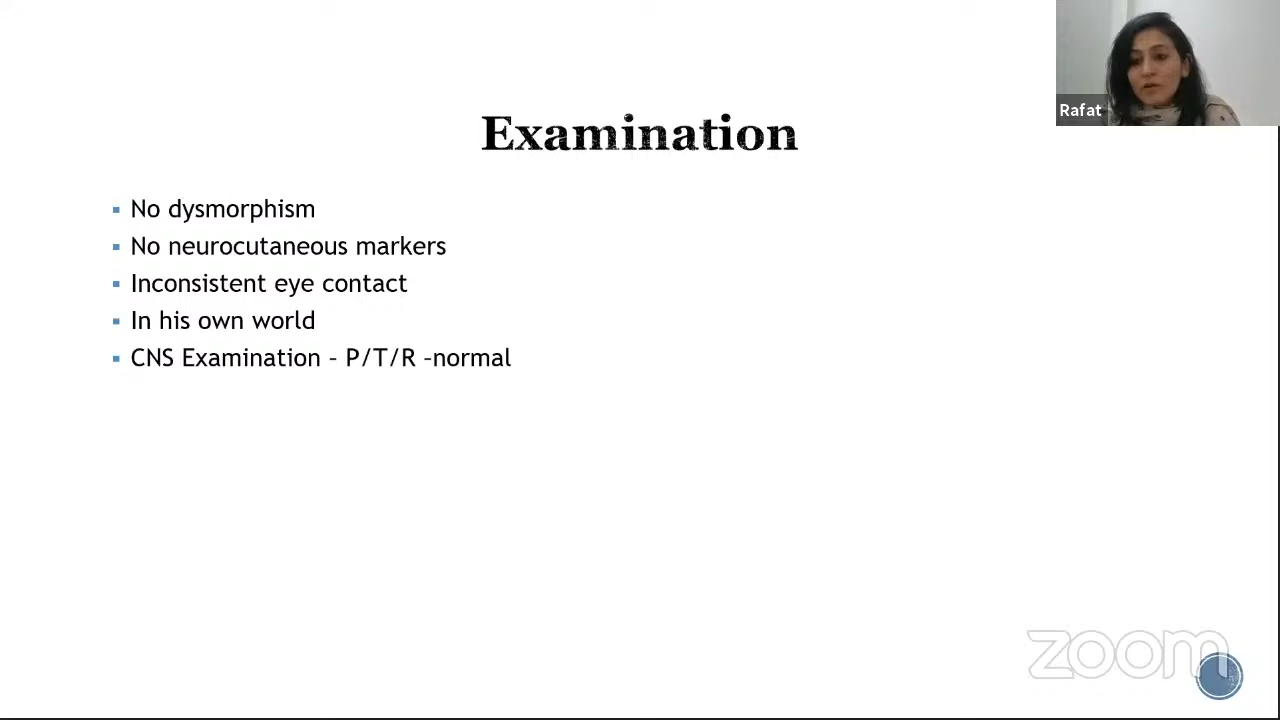 Rafat
Examination
▪ No dysmorphism
▪ No neurocutaneous markers
▪ Inconsistent eye contact
▪ In his own world
▪ CNS Examination – P/T/R –normal
zoom